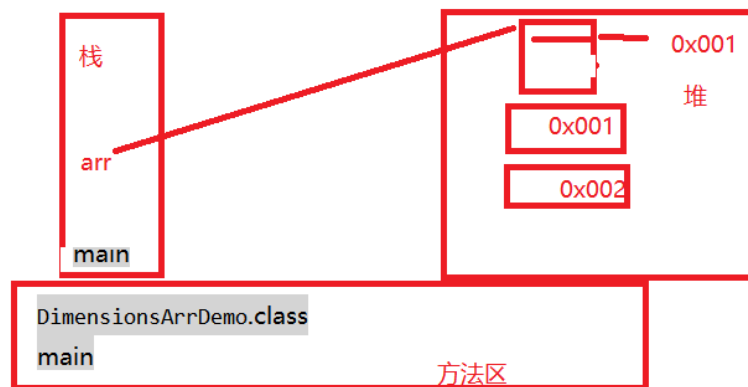 栈
arr
main
0x001
堆
0x001
0x002
DimensionsArrDemo.class
main
方法区